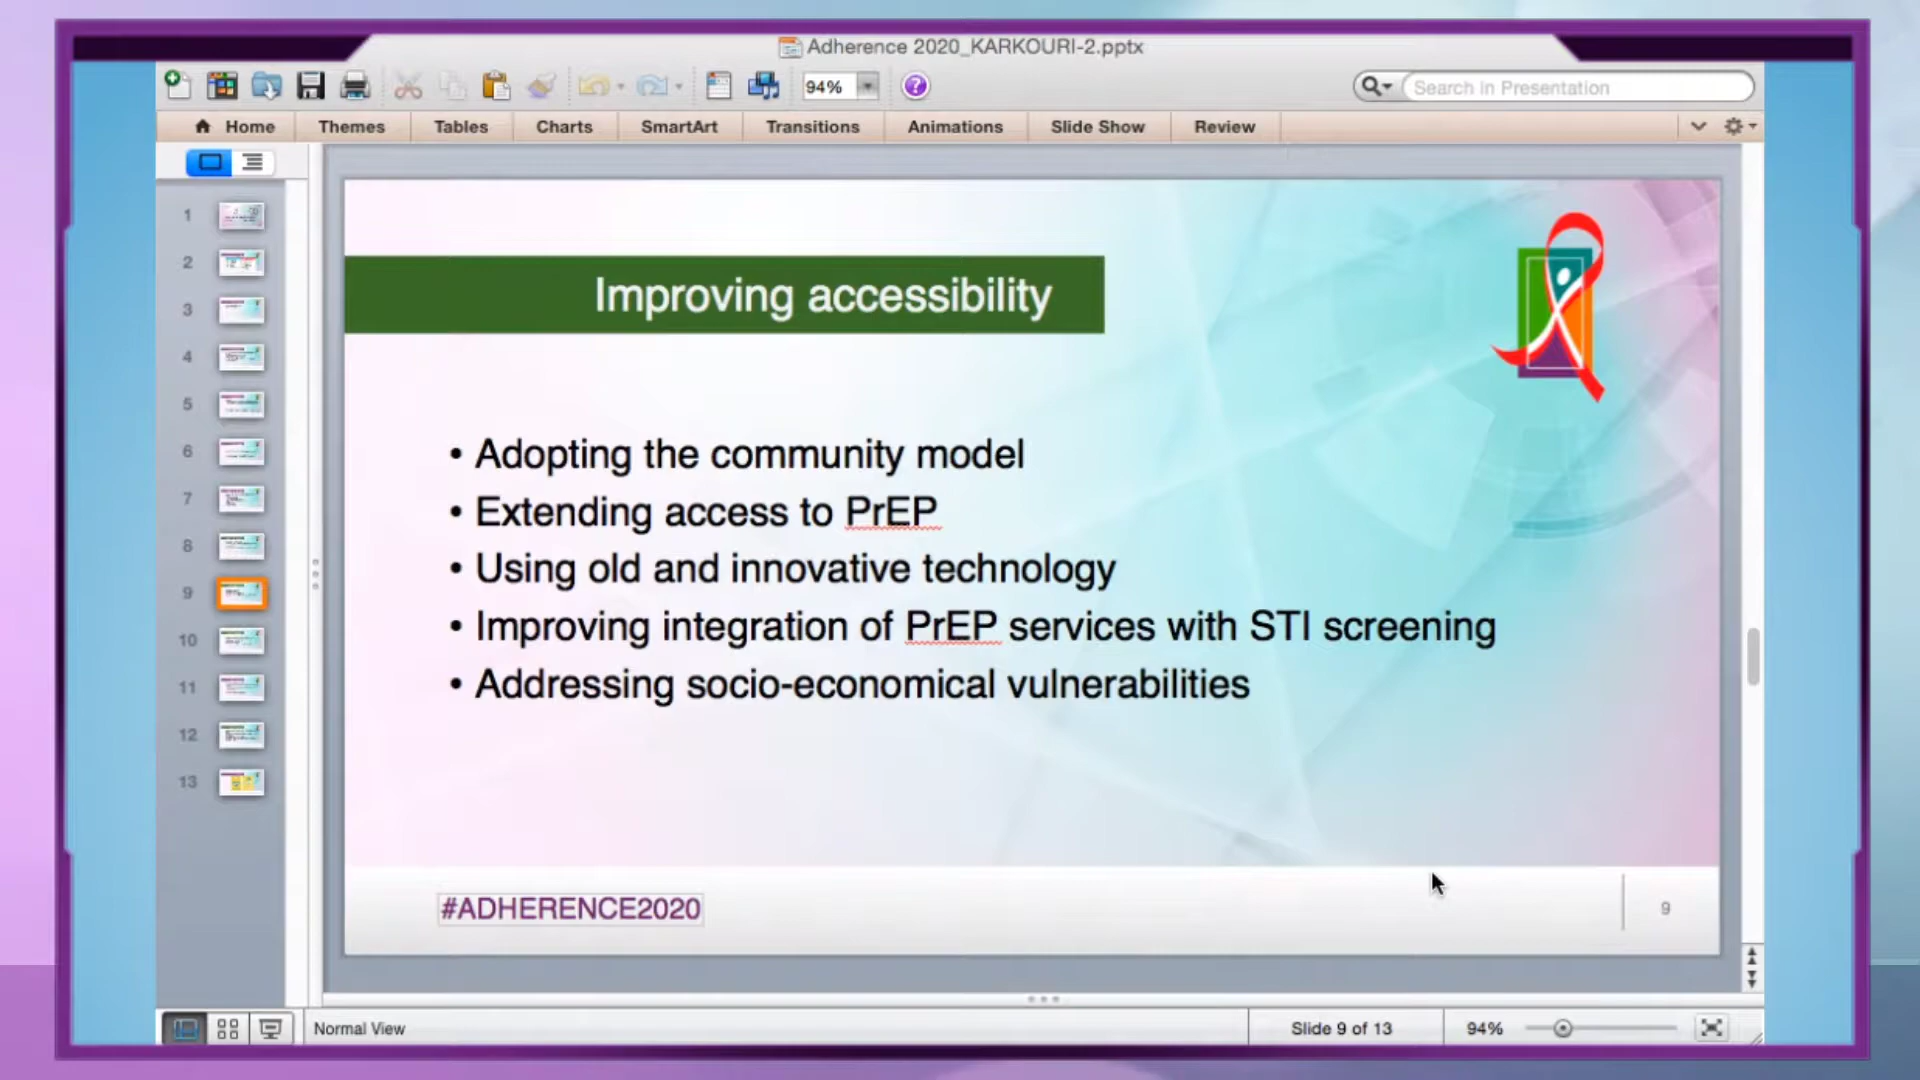 Adherence 2020_KARKOURI-2.pptx
94%
Search in Presentation
Home
Themes
Tables
Charts
SmartArt
Transitions
Animations
Slide Show
Review
1
2
3
4
5
6
7
8
9
10
11
12
13
Improving accessibility
• Adopting the community model
• Extending access to PrEP
• Using old and innovative technology
• Improving integration of PrEP services with STI screening
• Addressing socio-economical vulnerabilities
#ADHERENCE2020
9
Normal View
Slide 9 of 13
94%